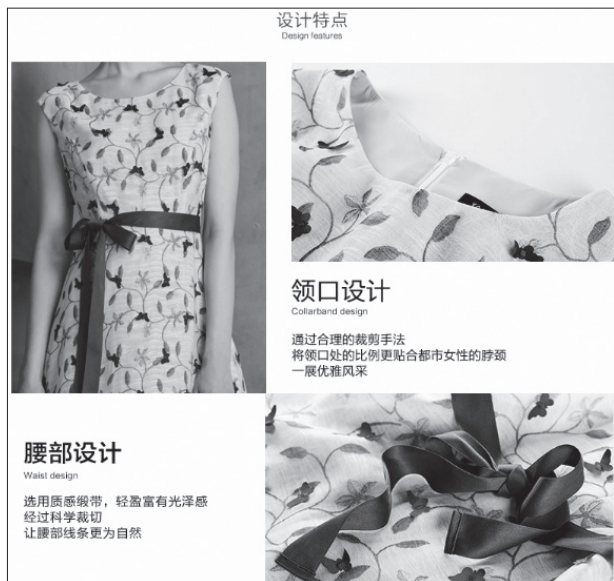 设计特点
Design features
领口设计
Collarband design
通过合理的裁剪手法
将领口处的比例更贴合都市女性的脖颈
一展优雅风采
腰部设计
Waist design
选用质感缎带，轻盈富有光泽感
经过科学裁切
让腰部线条更为自然